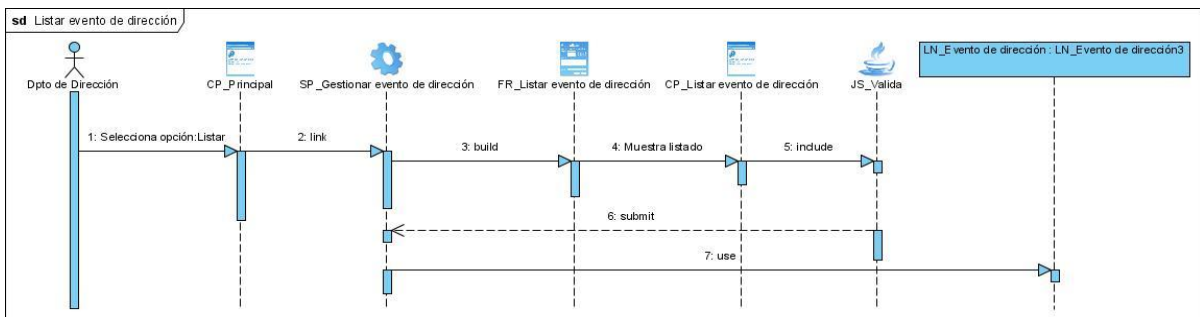 sd Listar evento de dirección
LN_Evento de dirección : LN_Evento de dirección3
Dpto de Dirección
CP_Principal
SP_Gestionar evento de dirección
FR_Listar evento de dirección
CP_Listar evento de dirección
JS_Valida
1: Selecciona opción:Listar
2: link
3: build
4: Muestra listado
5: include
6: submit
7: use